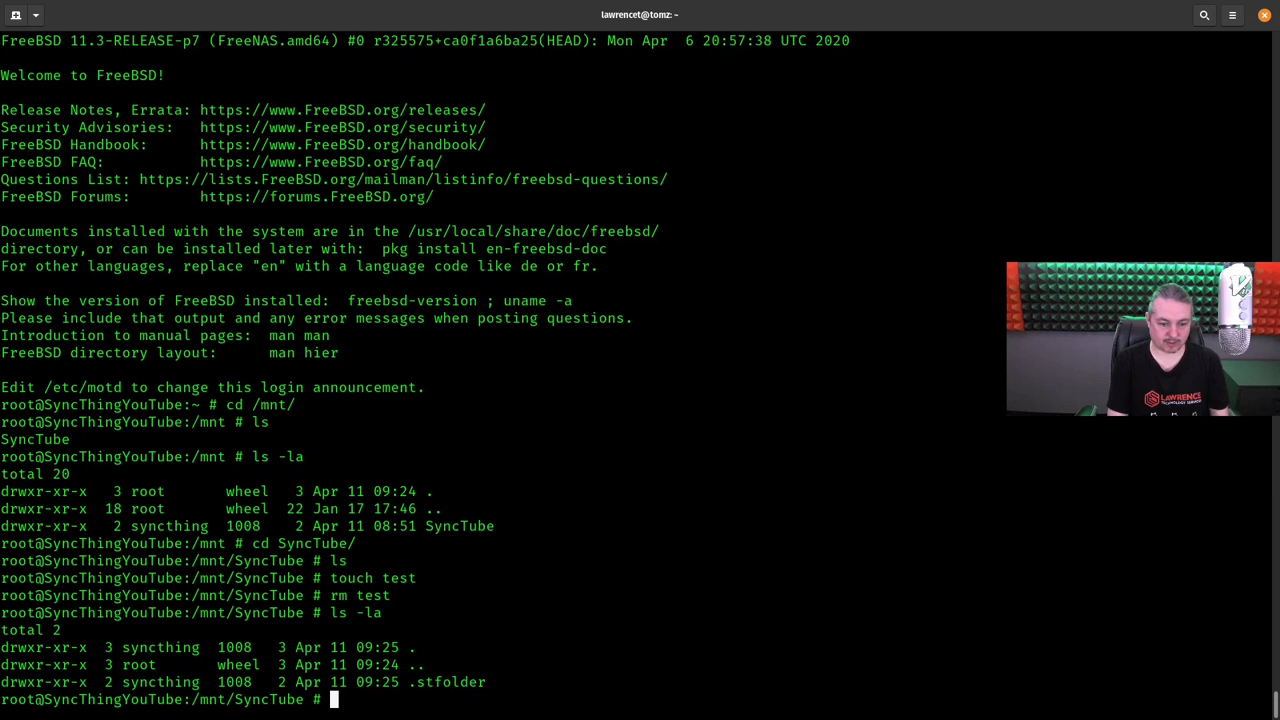 lawrencet@tomz: ~
FreeBSD 11.3-RELEASE-p7 (FreeNAS.amd64) #0 r325575+ca0f1a6ba25(HEAD): Mon Apr  6 20:57:38 UTC 2020
Welcome to FreeBSD!
Release Notes, Errata: https://www.FreeBSD.org/releases/
Security Advisories:   https://www.FreeBSD.org/security/
FreeBSD Handbook:      https://www.FreeBSD.org/handbook/
FreeBSD FAQ:           https://www.FreeBSD.org/faq/
Questions List: https://lists.FreeBSD.org/mailman/listinfo/freebsd-questions/
FreeBSD Forums:        https://forums.FreeBSD.org/
Documents installed with the system are in the /usr/local/share/doc/freebsd/
directory, or can be installed later with:  pkg install en-freebsd-doc
For other languages, replace "en" with a language code like de or fr.
Show the version of FreeBSD installed:  freebsd-version ; uname -a
Please include that output and any error messages when posting questions.
Introduction to manual pages:  man man
FreeBSD directory layout:      man hier
Edit /etc/motd to change this login announcement.
root@SyncThingYouTube:~ # cd /mnt/
root@SyncThingYouTube:/mnt # ls
SyncTube
root@SyncThingYouTube:/mnt # ls -la
total 20
drwxr-xr-x   3 root       wheel   3 Apr 11 09:24 .
drwxr-xr-x  18 root       wheel  22 Jan 17 17:46 ..
drwxr-xr-x   2 syncthing  1008    2 Apr 11 08:51 SyncTube
root@SyncThingYouTube:/mnt # cd SyncTube/
root@SyncThingYouTube:/mnt/SyncTube # ls
root@SyncThingYouTube:/mnt/SyncTube # touch test
root@SyncThingYouTube:/mnt/SyncTube # rm test
root@SyncThingYouTube:/mnt/SyncTube # ls -la
total 2
drwxr-xr-x  3 syncthing  1008   3 Apr 11 09:25 .
drwxr-xr-x  3 root      wheel  3 Apr 11 09:24 ..
drwxr-xr-x  2 syncthing  1008   2 Apr 11 09:25 .stfolder
root@SyncThingYouTube:/mnt/SyncTube #
LAWRENCE
TECHNOLOGY SERVICES